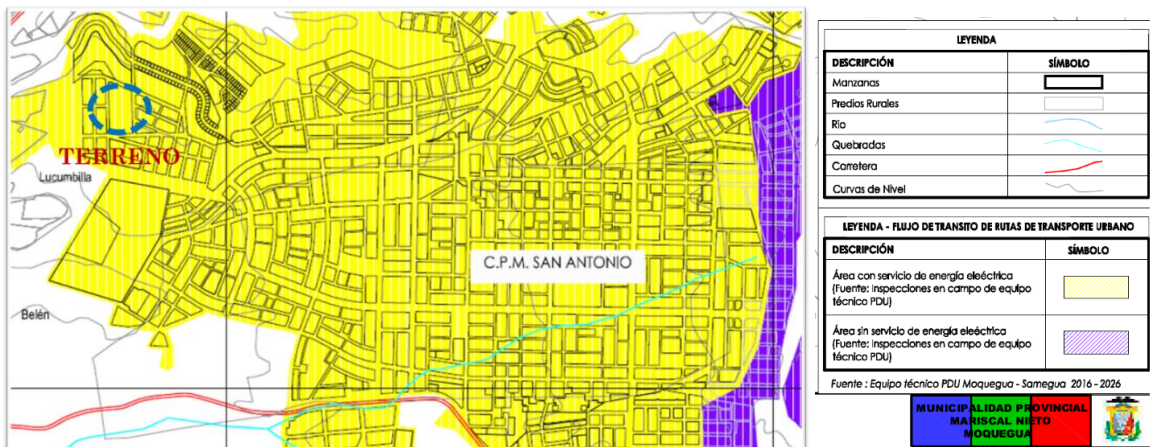 TERRENO
Lucumbilla
C.P.M. SAN ANTONIO
Belén
LEYENDA
DESCRIPCIÓN SÍMBOLO
Manzanas
Predios Rurales
Río
Quebradas
Carretera
Curvas de Nivel
LEYENDA - FLUJO DE TRANSITO DE RUTAS DE TRANSPORTE URBANO
DESCRIPCIÓN SÍMBOLO
Área con servicio de energía eleéctrica
(Fuente: Inspecciones en campo de equipo
técnico PDU)
Área sin servicio de energía eleéctrica
(Fuente: Inspecciones en campo de equipo
técnico PDU)
Fuente : Equipo técnico PDU Moquegua - Samegua 2016 - 2026
MUNICIPALIDAD PROVINCIAL
MARISCAL NIETO
MOQUEGUA